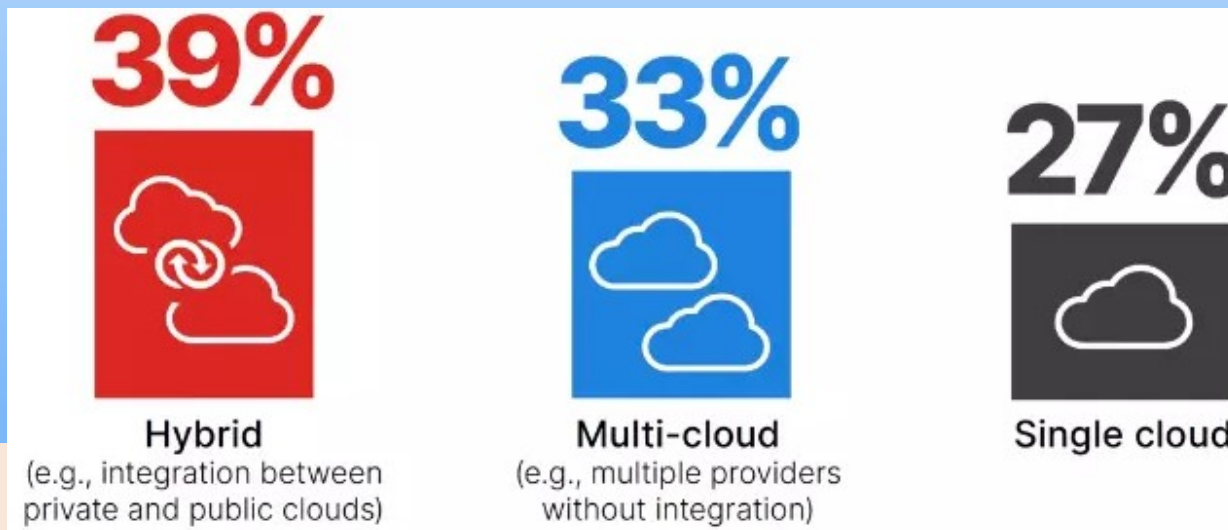 39%
33%
27%
Hybrid
(e.g., integration between
private and public clouds)
Multi-cloud
(e.g., multiple providers
without integration)
Single cloud